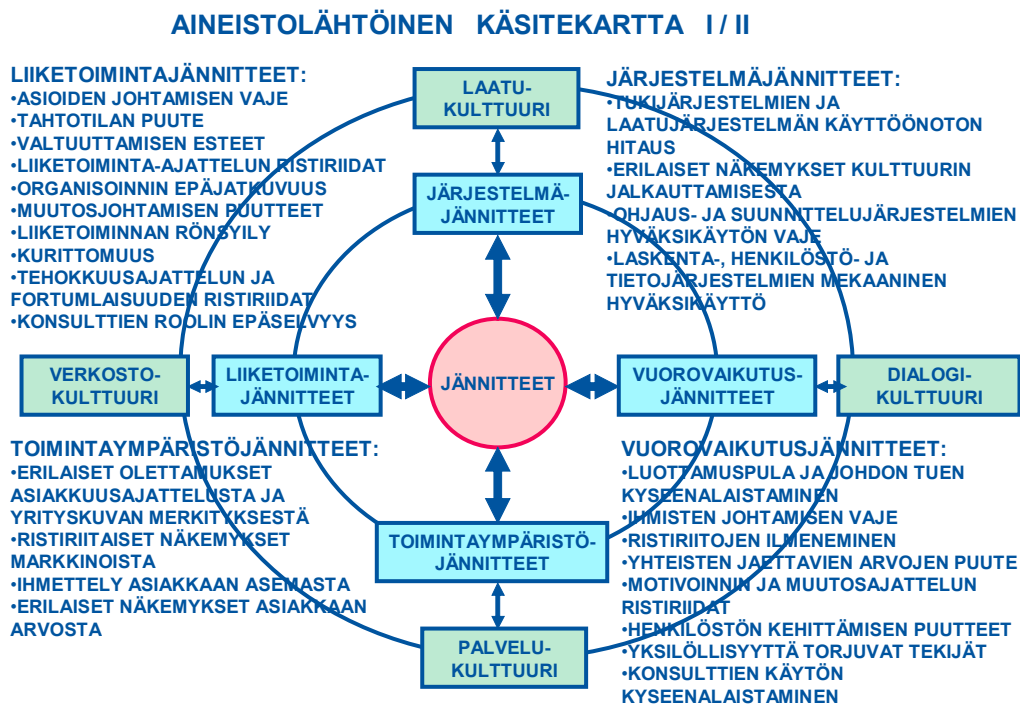 AINEISTOLÄHTÖINEN KÄSITEKARTTA I / II
LIIKETOIMINTAJÄNNITTEET:
•ASIOIDEN JOHTAMISEN VAJE
•TAHTOTILAN PUUTE
•VALTUUTTAMISEN ESTEET
•LIIKETOIMINTA-AJATTELUN RISTIRIIDAT
•ORGANISOINNIN EPÄJATKUVUUS
•MUUTOSJOHTAMISEN PUUTTEET
•LIIKETOIMINNAN RÖNSYILY
•KURITTOMUUS
•TEHOKKUUSAJATTELUN JA
FORTUMLAISUUDEN RISTIRIIDAT
•KONSULTTIEN ROOLIN EPÄSELVYYS
LAATU-
KULTTUURI
JÄRJESTELMÄ-
JÄNNITTEET
JÄRJESTELMÄJÄNNITTEET:
•TUKIJÄRJESTELMIEN JA
LAATUJÄRJESTELMÄN KÄYTTÖÖNOTON
HITAUS
•ERILAISET NÄKEMYKSET KULTTUURIN
JALKAUTTAMISESTA
•OHJAUS- JA SUUNNITTELUJÄRJESTELMIEN
HYVÄKSIKÄYTÖN VAJE
•LASKENTA-, HENKILÖSTÖ- JA
TIETOJÄRJESTELMIEN MEKAANINEN
HYVÄKSIKÄYTTÖ
VERKOSTO-
KULTTUURI
LIIKETOIMINTA-
JÄNNITTEET
JÄNNITTEET
VUOROVAIKUTUS-
JÄNNITTEET
DIALOGI-
KULTTUURI
TOIMINTAYMPÄRISTÖJÄNNITTEET:
•ERILAISET OLETTAMUKSET
ASIAKKUUSAJATTELUSTA JA
YRITYSKUVAN MERKITYKSESTÄ
•RISTIRIITAISET NÄKEMYKSET
MARKKINOISTA
•IHMETTELY ASIAKKAAN ASEMASTA
•ERILAISET NÄKEMYKSET ASIAKKAAN
ARVOSTA
TOIMINTAYMPÄRISTÖ-
JÄNNITTEET
PALVELU-
KULTTUURI
VUOROVAIKUTUSJÄNNITTEET:
•LUOTTAMUSPULA JA JOHDON TUEN
KYSEENALAISTAMINEN
•IHMISTEN JOHTAMISEN VAJE
•RISTIRIITOJEN ILMENEMINEN
•YHTEISTEN JAETTAVIEN ARVOJEN PUUTE
•MOTIVOINNIN JA MUUTOSAJATTELUN
RISTIRIIDAT
•HENKILÖSTÖN KEHITTÄMISEN PUUTTEET
•YKSILÖLLISYYTTÄ TORJUVAT TEKIJÄT
•KONSULTTIEN KÄYTÖN
KYSEENALAISTAMINEN